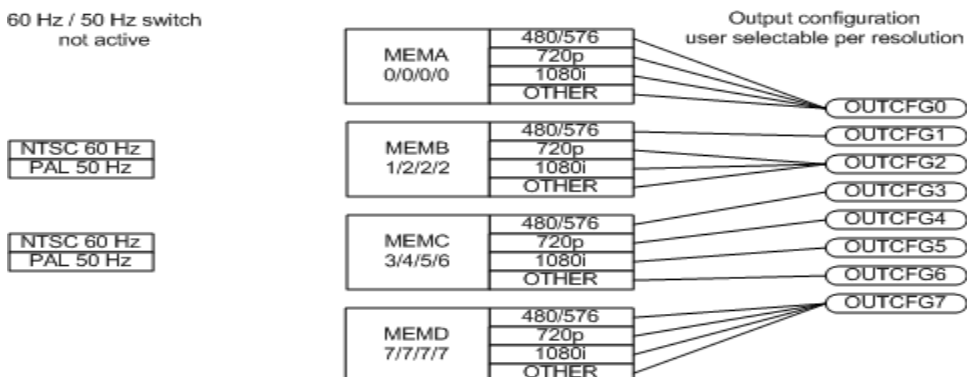 60 Hz / 50 Hz switch
not active
Output configuration
user selectable per resolution
MEMA
0/0/0/0
480/576
720p
1080i
OTHER
OUTCFG0
NTSC 60 Hz
PAL 50 Hz
MEMB
1/2/2/2
480/576
720p
1080i
OTHER
OUTCFG1
OUTCFG2
OUTCFG3
NTSC 60 Hz
PAL 50 Hz
MEMC
3/4/5/6
480/576
720p
1080i
OTHER
OUTCFG4
OUTCFG5
OUTCFG6
OUTCFG7
MEMD
7/7/7/7
480/576
720p
1080i
OTHER